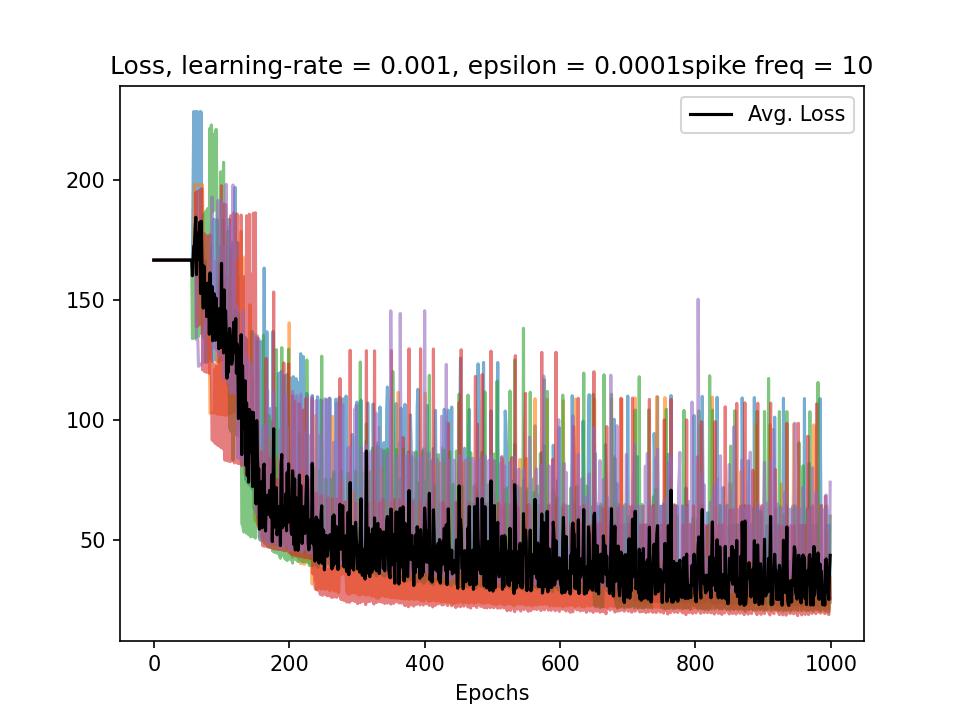 Loss, learning-rate = 0.001, epsilon = 0.0001spike freq = 10
Avg. Loss
200
150
100
50
0 200 400 600 800 1000
Epochs